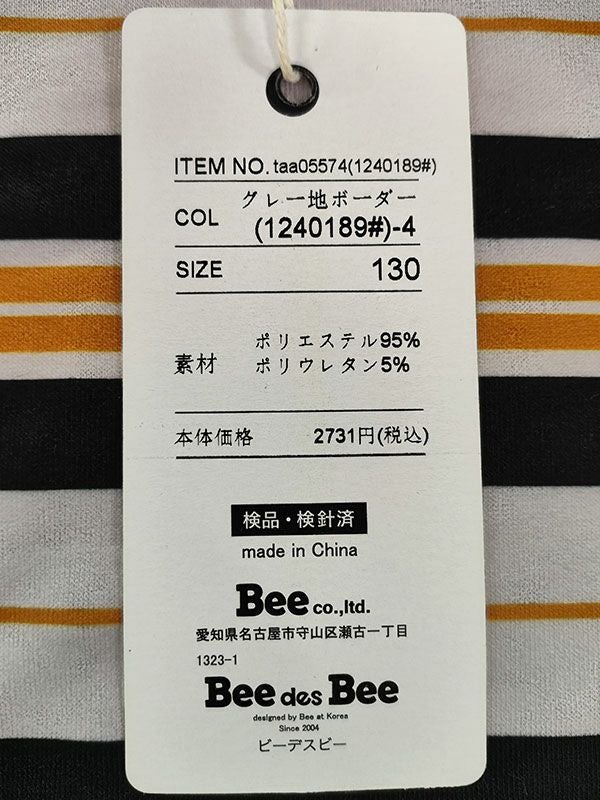 ITEM NO. taa05574(1240189#)
COL グレー地ボーダー
(1240189#)-4
SIZE 130
素材 ポリエステル95%
ポリウレタン5%
本体価格 2731円(税込)
検品・検針済
made in China
Bee co.,ltd.
愛知県名古屋市守山区瀬古一丁目
1323-1
Bee des Bee
designed by Bee at Korea
Since 2004
ビーデスビー